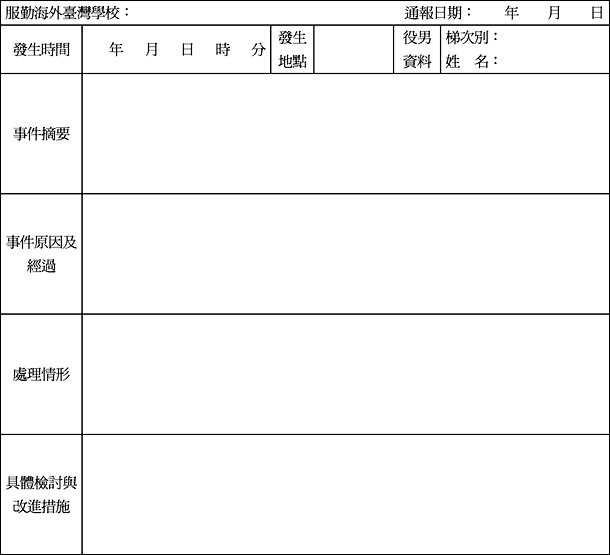 服勤海外臺灣學校： 通報日期： 年 月 日
發生時間 年 月 日 時 分 發生地點 役男資料 梯次別：
姓 名：
事件摘要
事件原因及
經過
處理情形
具體檢討與
改進措施